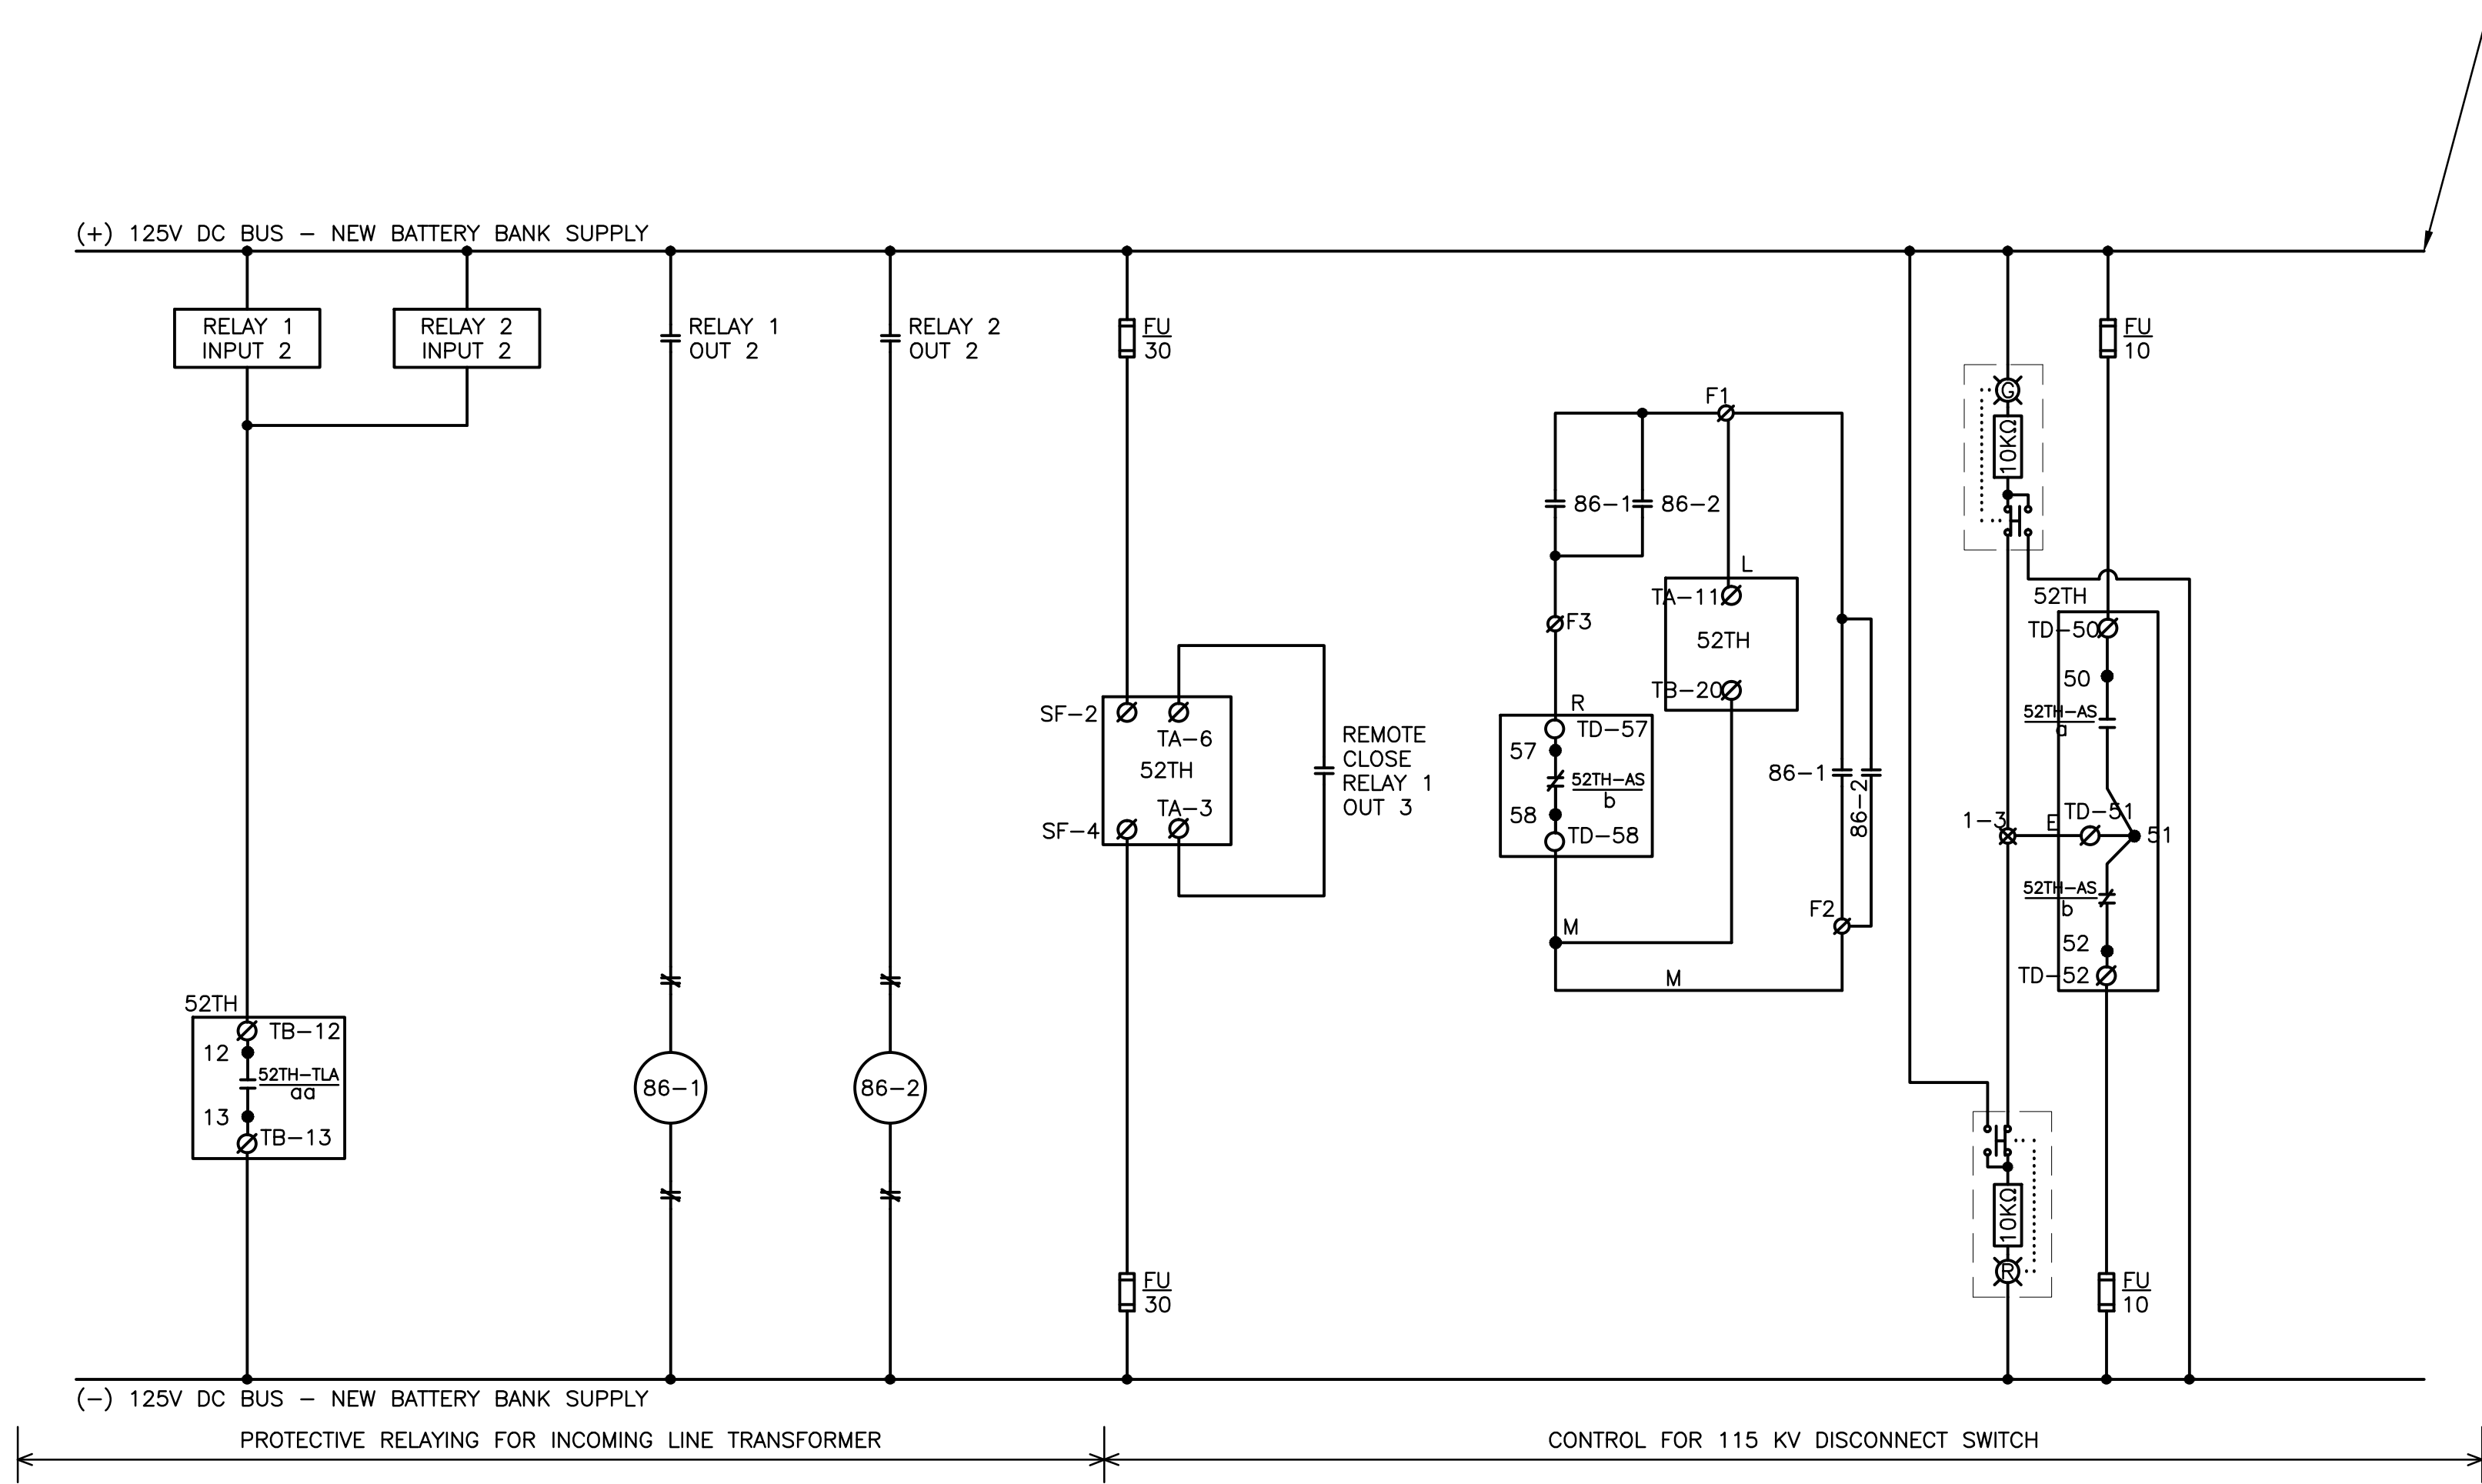 (+) 125V DC BUS - NEW BATTERY BANK SUPPLY
RELAY 1
INPUT 2
RELAY 2
INPUT 2
RELAY 1
OUT 2
RELAY 2
OUT 2
FU
30
FU
10
G
10KΩ
F1
86-1
86-2
L
TA-11
52TH
TB-20
F3
R
TD-57
57
52TH-AS
b
58
TD-58
M
M
86-1
86-2
F2
SF-2
TA-6
52TH
TA-3
SF-4
REMOTE
CLOSE
RELAY 1
OUT 3
52TH
TD-50
50
52TH-AS
a
1-3
E
TD-51
51
52TH-AS
b
52
TD-52
52TH
TB-12
12
52TH-TLA
aa
13
TB-13
86-1
86-2
10KΩ
R
FU
30
FU
10
(-) 125V DC BUS - NEW BATTERY BANK SUPPLY
PROTECTIVE RELAYING FOR INCOMING LINE TRANSFORMER
CONTROL FOR 115 KV DISCONNECT SWITCH